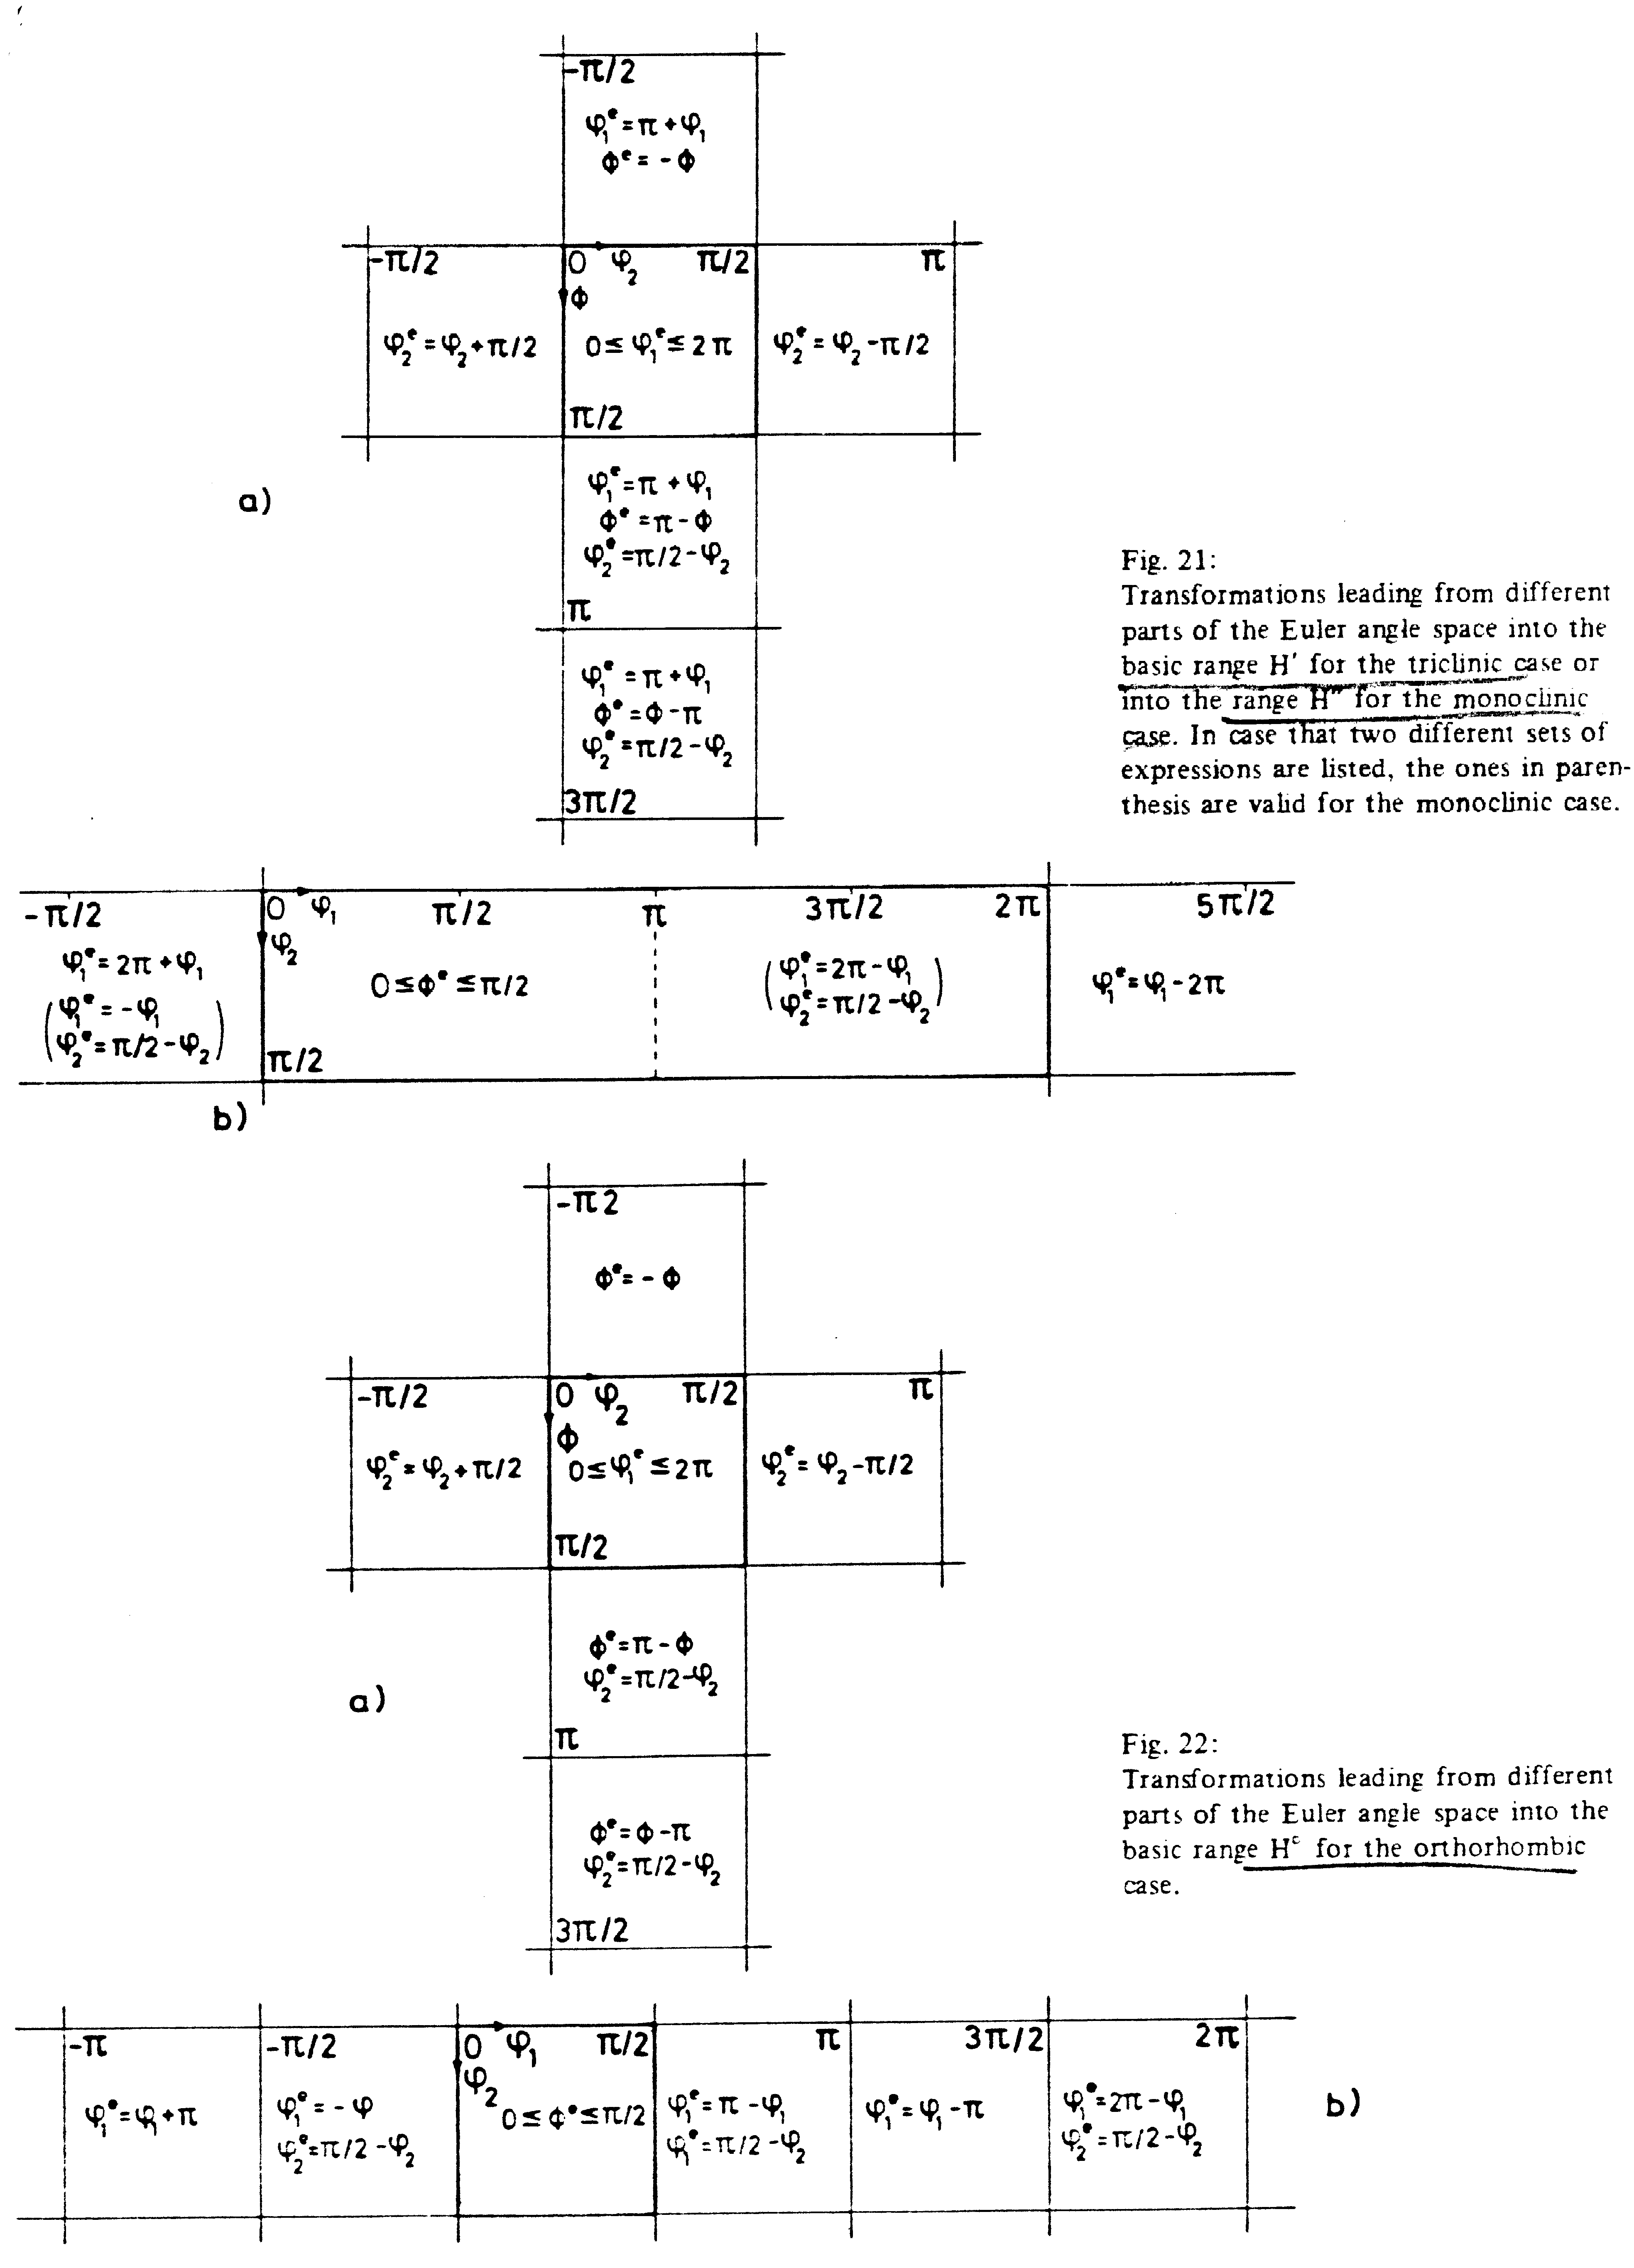 -π/2
φ₁ᵉ = π + φ₁
Φᵉ = - Φ
-π/2
0 φ₂ π/2
π
Φ
φ₂ᵉ = φ₂ + π/2
0 ≤ φ₁ᵉ ≤ 2π
φ₂ᵉ = φ₂ - π/2
π/2
φ₁ᵉ = π + φ₁
Φᵉ = π - Φ
φ₂ᵉ = π/2 - φ₂
a)
π
φ₁ᵉ = π + φ₁
Φᵉ = Φ - π
φ₂ᵉ = π/2 - φ₂
3π/2
Fig. 21:
Transformations leading from different
parts of the Euler angle space into the
basic range H' for the triclinic case or
into the range H''' for the monoclinic
case. In case that two different sets of
expressions are listed, the ones in paren-
thesis are valid for the monoclinic case.
-π/2
0 φ₁
π/2
π
3π/2
2π
5π/2
φ₂
φ₁ᵉ = 2π + φ₁
(φ₁ᵉ = - φ₁
φ₂ᵉ = π/2 - φ₂)
0 ≤ Φᵉ ≤ π/2
(φ₁ᵉ = 2π - φ₁
φ₂ᵉ = π/2 - φ₂)
φ₁ᵉ = φ₁ - 2π
π/2
b)
-π2
Φᵉ = - Φ
-π/2
0 φ₂ π/2
π
Φ
φ₂ᵉ = φ₂ + π/2
0 ≤ φ₁ᵉ ≤ 2π
φ₂ᵉ = φ₂ - π/2
π/2
Φᵉ = π - Φ
φ₂ᵉ = π/2 - φ₂
a)
π
Φᵉ = Φ - π
φ₂ᵉ = π/2 - φ₂
3π/2
Fig. 22:
Transformations leading from different
parts of the Euler angle space into the
basic range Hᶜ for the orthorhombic
case.
-π
-π/2
0 φ₁ π/2
π
3π/2
2π
φ₂
φ₁ᵉ = φ₁ + π
φ₁ᵉ = - φ
φ₂ᵉ = π/2 - φ₂
0 ≤ Φᵉ ≤ π/2
φ₁ᵉ = π - φ₁
φ₁ᵉ = π/2 - φ₂
φ₁ᵉ = φ₁ - π
φ₁ᵉ = 2π - φ₁
φ₂ᵉ = π/2 - φ₂
b)